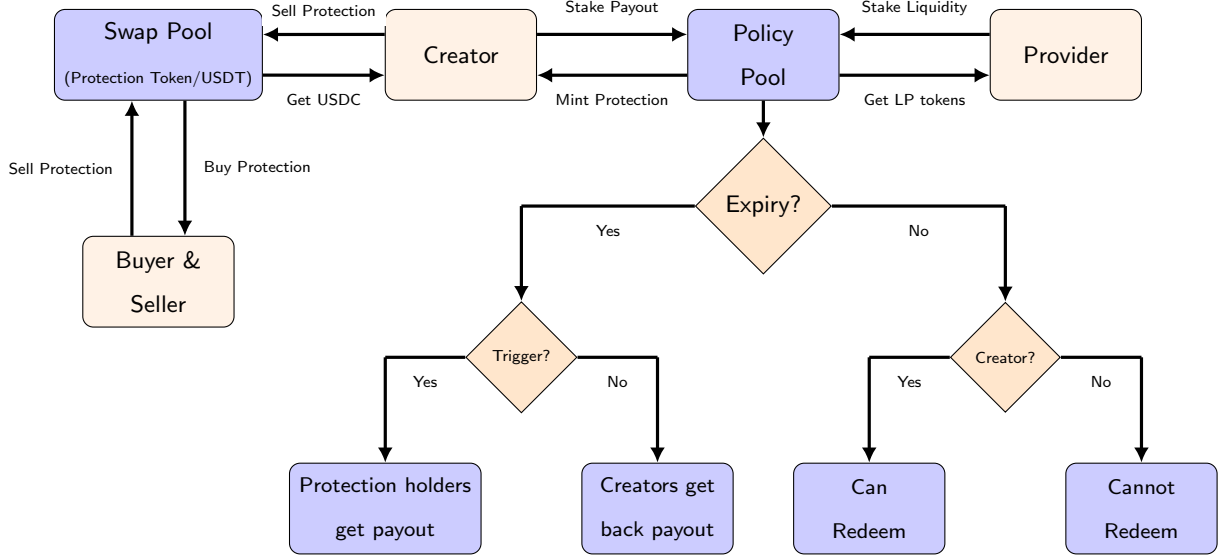 Sell Protection
Stake Payout
Stake Liquidity
Swap Pool
(Protection Token/USDT)
Creator
Policy
Pool
Provider
Get USDC
Mint Protection
Get LP tokens
Sell Protection
Buy Protection
Buyer &
Seller
Expiry?
Yes
No
Trigger?
Creator?
Yes
No
Yes
No
Protection holders
get payout
Creators get
back payout
Can
Redeem
Cannot
Redeem